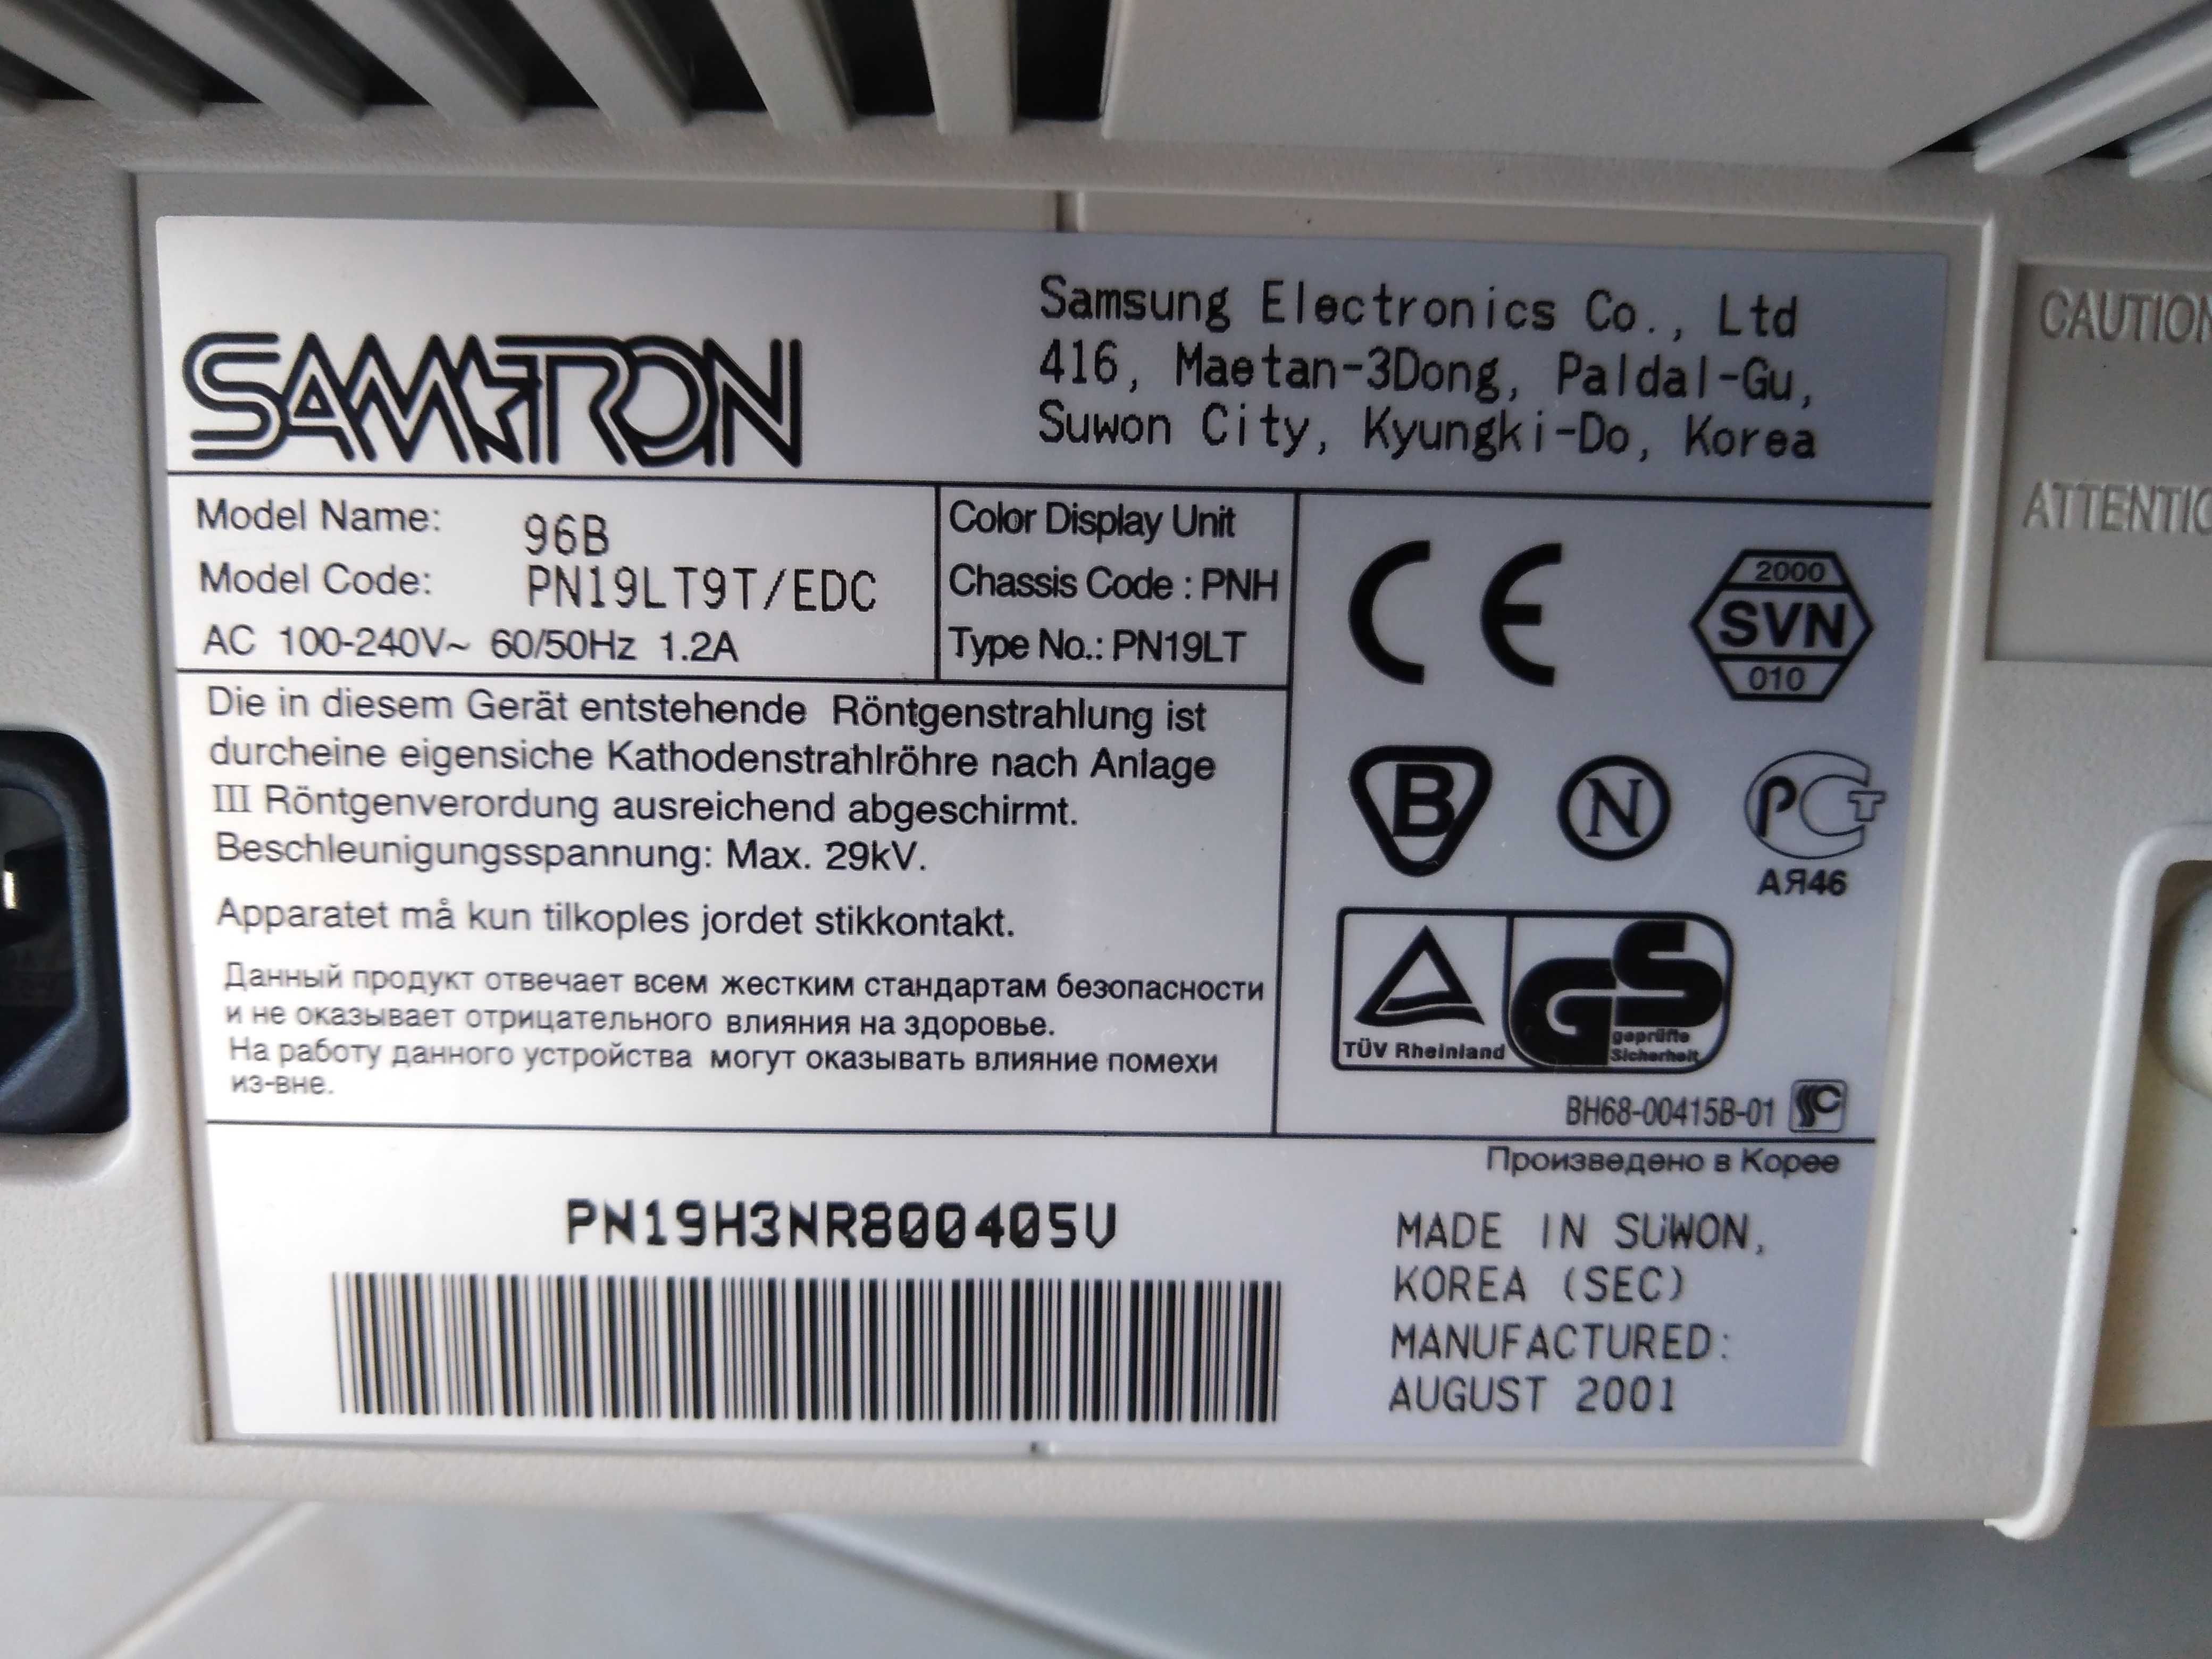 SAMTRON
Samsung Electronics Co., Ltd
416, Maetan-3Dong, Paldal-Gu,
Suwon City, Kyungki-Do, Korea
CAUTION
ATTENTIO
Model Name: 96B
Model Code: PN19LT9T/EDC
AC 100-240V~ 60/50Hz 1.2A
Color Display Unit
Chassis Code : PNH
Type No.: PN19LT
Die in diesem Gerät entstehende Röntgenstrahlung ist
durcheine eigensiche Kathodenstrahlröhre nach Anlage
III Röntgenverordung ausreichend abgeschirmt.
Beschleunigungsspannung: Max. 29kV.
Apparatet må kun tilkoples jordet stikkontakt.
Данный продукт отвечает всем жестким стандартам безопасности
и не оказывает отрицательного влияния на здоровье.
На работу данного устройства могут оказывать влияние помехи
из-вне.
CE
2000
SVN
010
B
N
РСТ
АЯ46
TÜV Rheinland
GS
geprüfte
Sicherheit
BH68-00415B-01
Произведено в Корее
PN19H3NR800405V
MADE IN SUWON,
KOREA (SEC)
MANUFACTURED:
AUGUST 2001